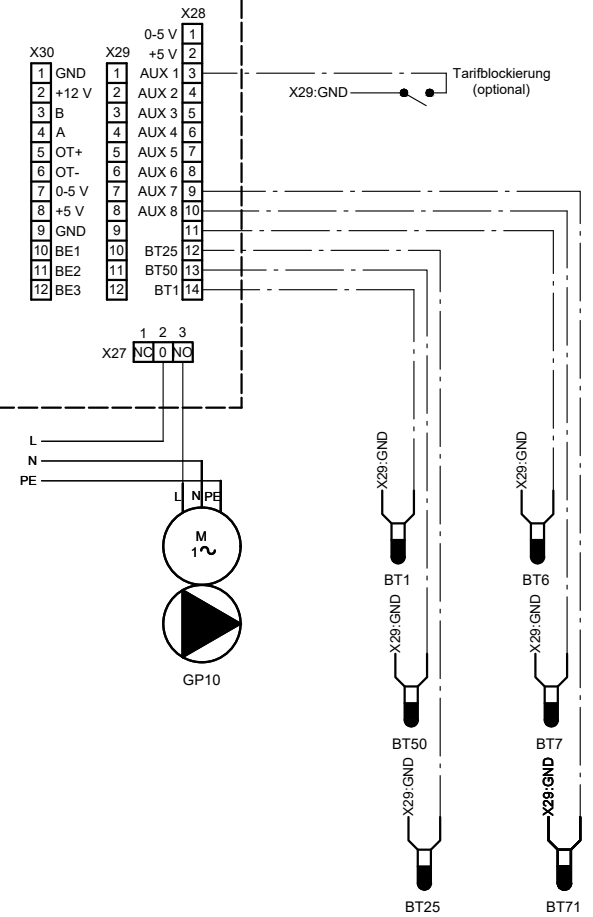 X28
0-5 V 1
X30 X29 +5 V 2
1 GND 1 AUX 1 3
Tarifblockierung
(optional)
2 +12 V 2 AUX 2 4
X29:GND
3 B 3 AUX 3 5
4 A 4 AUX 4 6
5 OT+ 5 AUX 5 7
6 OT- 6 AUX 6 8
7 0-5 V 7 AUX 7 9
8 +5 V 8 AUX 8 10
9 GND 9 11
10 BE1 10 BT25 12
11 BE2 11 BT50 13
12 BE3 12 BT1 14
1 2 3
X27 NC 0 NO
L
N
PE
L N PE
M
1
GP10
X29:GND
BT1
X29:GND
BT6
X29:GND
BT50
X29:GND
BT7
X29:GND
BT25
X29:GND
BT71